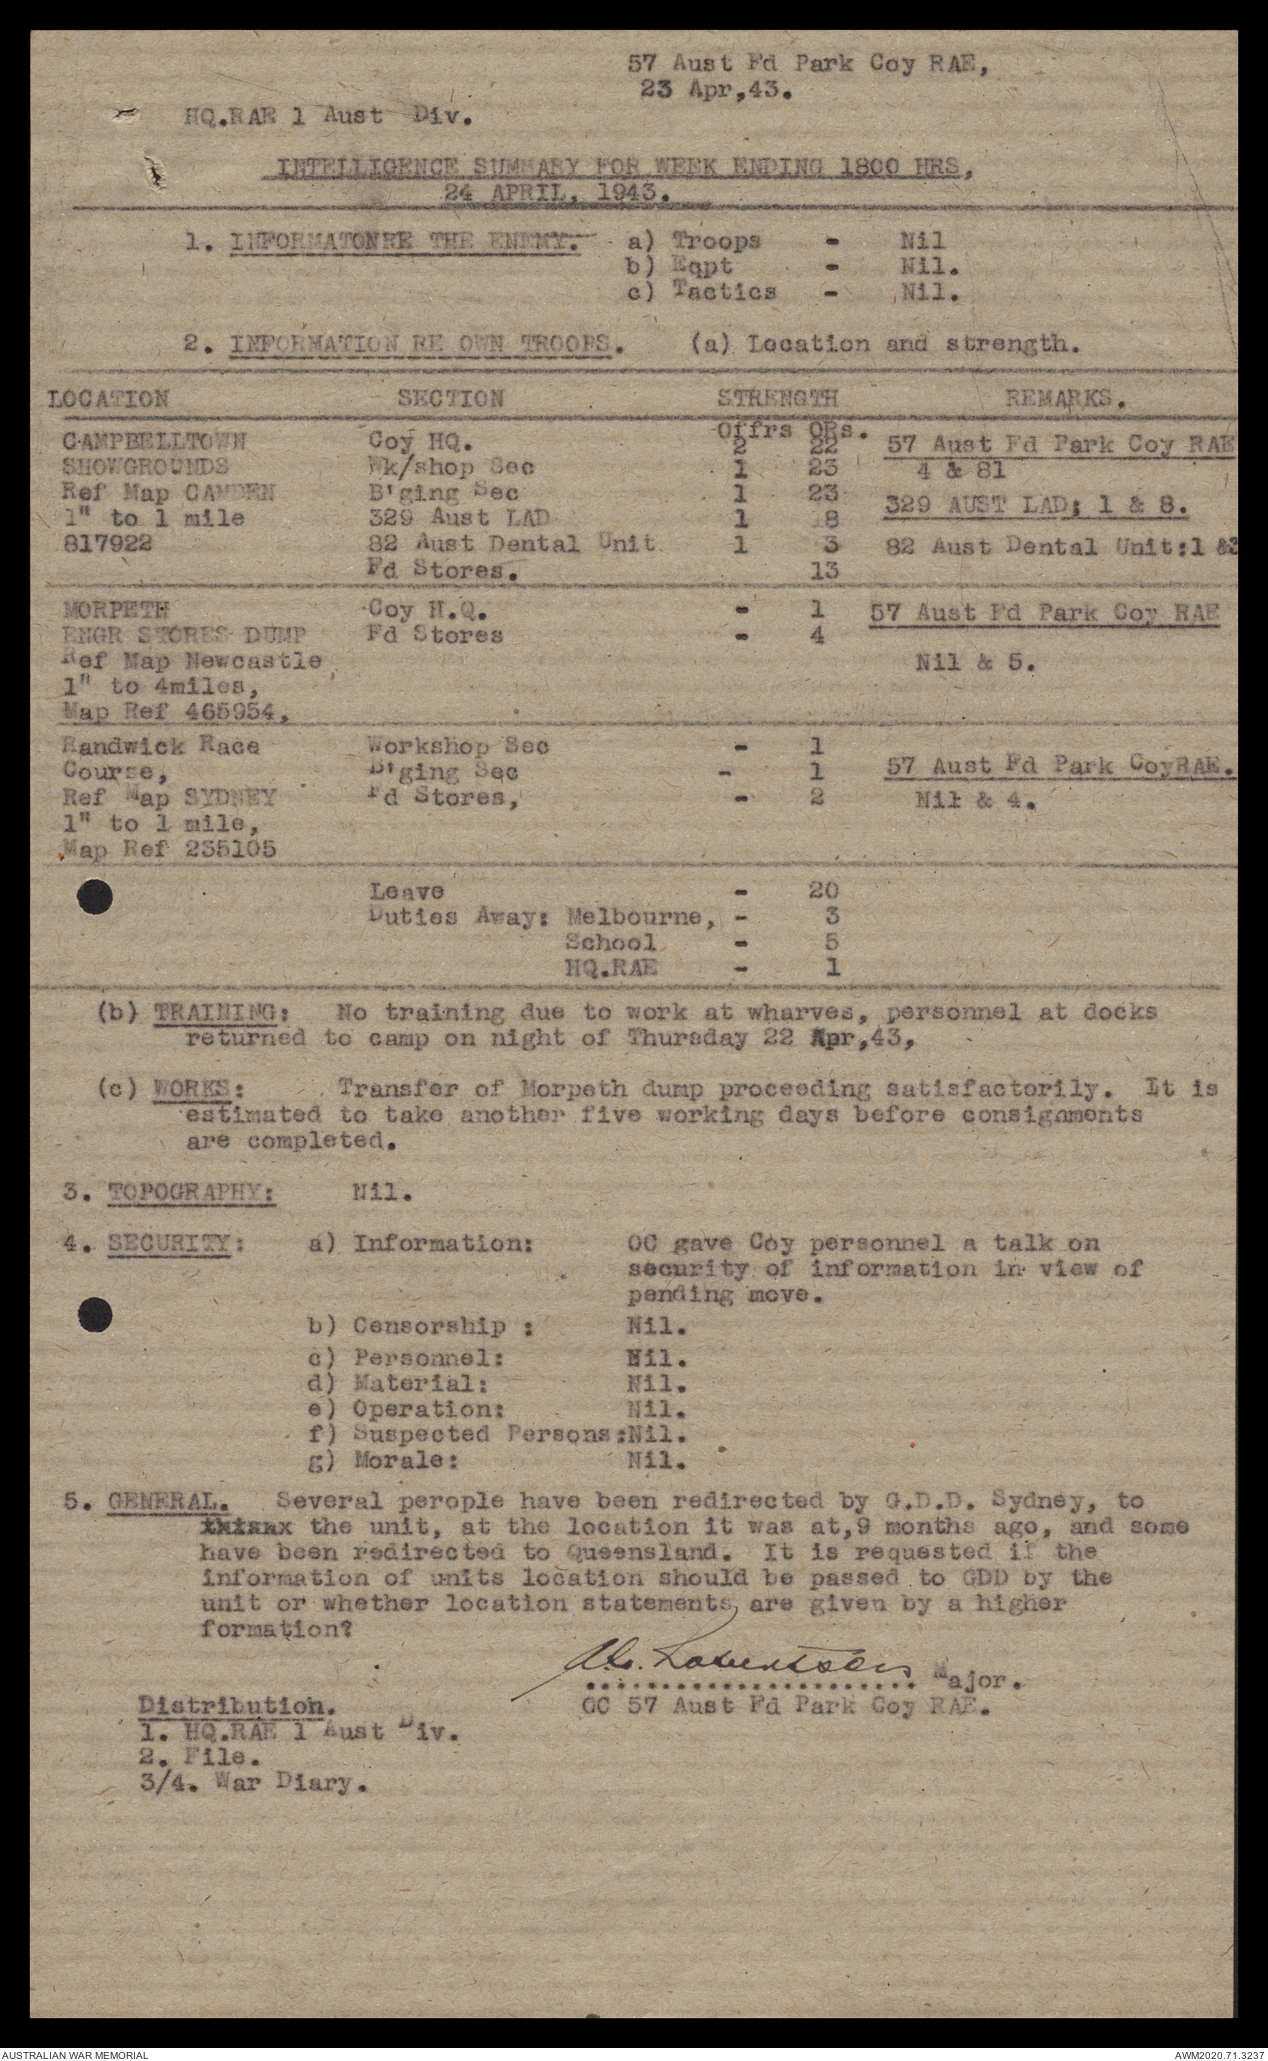 57 Aust Fd Park Coy RAE,
23 Apr,43.
HQ.RAE 1 Aust Div.
INTELLIGENCE SUMMARY FOR WEEK ENDING 1800 HRS,
24 APRIL, 1943.
1. INFORMATONRE THE ENEMY. a) Troops - Nil
b) Eqpt - Nil.
c) Tactics - Nil.
2. INFORMATION RE OWN TROOPS. (a) Location and strength.
LOCATION SECTION STRENGTH REMARKS.
Offrs ORs.
CAMPBELLTOWN Coy HQ. 2 22 57 Aust Fd Park Coy RAE
SHOWGROUNDS Wk/shop Sec 1 23 4 & 81
Ref Map CAMDEN B'ging Sec 1 23 329 AUST LAD; 1 & 8.
1" to 1 mile 329 Aust LAD 1 8
817922 82 Aust Dental Unit 1 3 82 Aust Dental Unit:1 &3
Fd Stores. 13
MORPETH Coy H.Q. - 1 57 Aust Fd Park Coy RAE
ENGR STORES DUMP Fd Stores - 4
Ref Map Newcastle Nil & 5.
1" to 4miles,
Map Ref 465954,
Randwick Race Workshop Sec - 1
Course, B'ging Sec - 1 57 Aust Fd Park CoyRAE.
Ref Map SYDNEY Fd Stores, - 2 Nil & 4.
1" to 1 mile,
Map Ref 235105
Leave - 20
Duties Away: Melbourne, - 3
School - 5
HQ.RAE - 1
(b) TRAINING: No training due to work at wharves, personnel at docks
returned to camp on night of Thursday 22 Apr,43,
(c) WORKS: Transfer of Morpeth dump proceeding satisfactorily. It is
estimated to take another five working days before consignments
are completed.
3. TOPOGRAPHY: Nil.
4. SECURITY: a) Information: OC gave Coy personnel a talk on
security of information in view of
pending move.
b) Censorship : Nil.
c) Personnel: Nil.
d) Material: Nil.
e) Operation: Nil.
f) Suspected Persons:Nil.
g) Morale: Nil.
5. GENERAL. Several perople have been redirected by G.D.D. Sydney, to
the unit, at the location it was at,9 months ago, and some
have been redirected to Queensland. It is requested if the
information of units location should be passed to GDD by the
unit or whether location statements are given by a higher
formation?
Robertson
..................... Major.
Distribution. OC 57 Aust Fd Park Coy RAE.
1. HQ.RAE 1 Aust Div.
2. File.
3/4. War Diary.
AUSTRALIAN WAR MEMORIAL AWM2020.71.3237